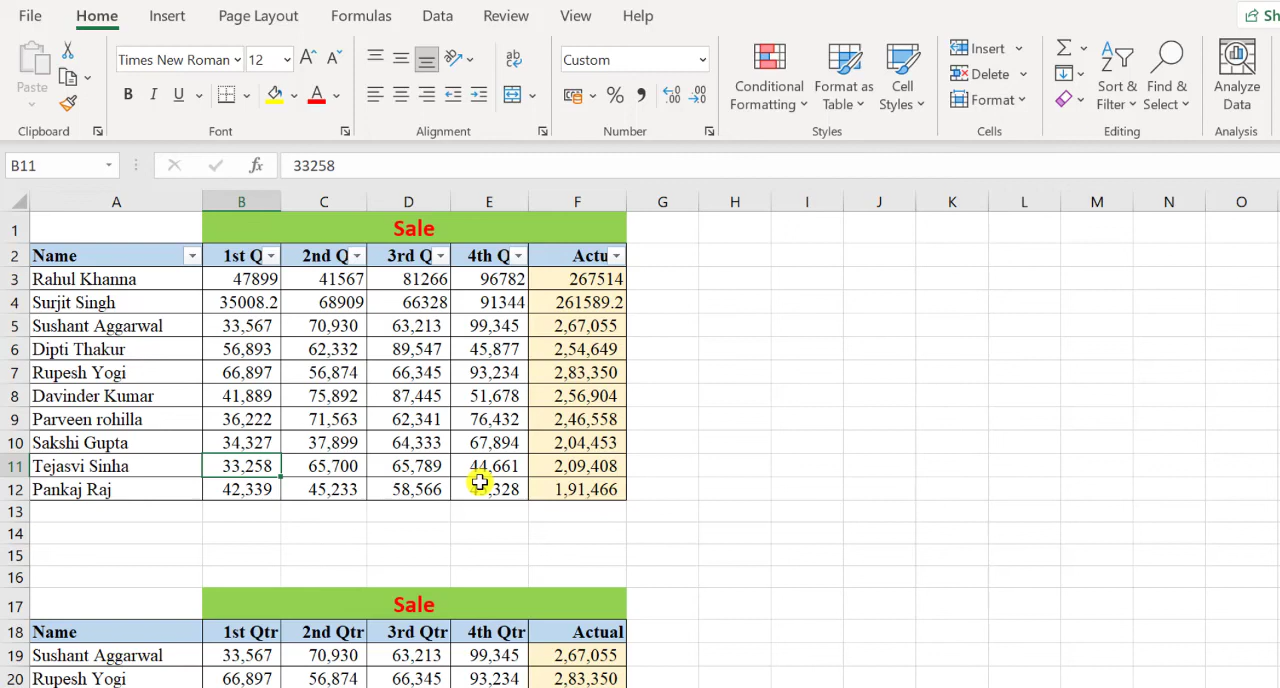 File Home Insert Page Layout Formulas Data Review View Help Sh
Times New Roman 12 A A ab Custom Insert Σ A Z
Paste Delete
B I U A % 9 .00 Conditional Formatting Format as Table Cell Styles Format Sort & Filter Find & Select Analyze Data
Clipboard Font Alignment Number Styles Cells Editing Analysis
B11 fx 33258
A B C D E F G H I J K L M N O
1 Sale
2 Name 1st Q 2nd Q 3rd Q 4th Q Actu
3 Rahul Khanna 47899 41567 81266 96782 267514
4 Surjit Singh 35008.2 68909 66328 91344 261589.2
5 Sushant Aggarwal 33,567 70,930 63,213 99,345 2,67,055
6 Dipti Thakur 56,893 62,332 89,547 45,877 2,54,649
7 Rupesh Yogi 66,897 56,874 66,345 93,234 2,83,350
8 Davinder Kumar 41,889 75,892 87,445 51,678 2,56,904
9 Parveen rohilla 36,222 71,563 62,341 76,432 2,46,558
10 Sakshi Gupta 34,327 37,899 64,333 67,894 2,04,453
11 Tejasvi Sinha 33,258 65,700 65,789 44,661 2,09,408
12 Pankaj Raj 42,339 45,233 58,566 1,91,466
13
14
15
16
17 Sale
18 Name 1st Qtr 2nd Qtr 3rd Qtr 4th Qtr Actual
19 Sushant Aggarwal 33,567 70,930 63,213 99,345 2,67,055
20 Rupesh Yogi 66,897 56,874 66,345 93,234 2,83,350